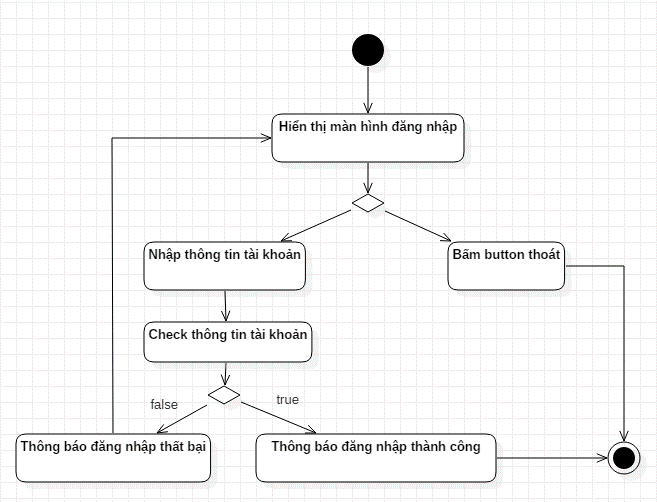 Hiển thị màn hình đăng nhập
Nhập thông tin tài khoản
Bấm button thoát
Check thông tin tài khoản
false
true
Thông báo đăng nhập thất bại
Thông báo đăng nhập thành công